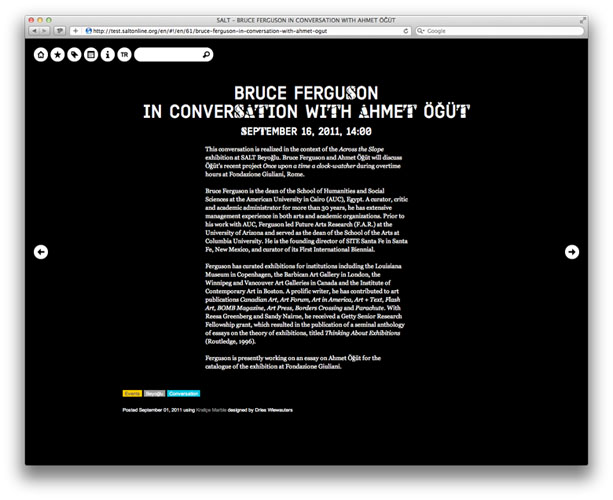 SALT – BRUCE FERGUSON IN CONVERSATION WITH AHMET ÖĞÜT
http://test.saltonline.org/en/#!/en/61/bruce-ferguson-in-conversation-with-ahmet-ogut
Google
TR
BRUCE FERGUSON
IN CONVERSATION WITH AHMET ÖĞÜT
SEPTEMBER 16, 2011, 14:00
This conversation is realized in the context of the Across the Slope
exhibition at SALT Beyoğlu. Bruce Ferguson and Ahmet Öğüt will discuss
Öğüt's recent project Once upon a time a clock-watcher during overtime
hours at Fondazione Giuliani, Rome.
Bruce Ferguson is the dean of the School of Humanities and Social
Sciences at the American University in Cairo (AUC), Egypt. A curator, critic
and academic administrator for more than 30 years, he has extensive
management experience in both arts and academic organizations. Prior to
his work with AUC, Ferguson led Future Arts Research (F.A.R.) at the
University of Arizona and served as the dean of the School of the Arts at
Columbia University. He is the founding director of SITE Santa Fe in Santa
Fe, New Mexico, and curator of its First International Biennial.
Ferguson has curated exhibitions for institutions including the Louisiana
Museum in Copenhagen, the Barbican Art Gallery in London, the
Winnipeg and Vancouver Art Galleries in Canada and the Institute of
Contemporary Art in Boston. A prolific writer, he has contributed to art
publications Canadian Art, Art Forum, Art in America, Art + Text, Flash
Art, BOMB Magazine, Art Press, Borders Crossing and Parachute. With
Reesa Greenberg and Sandy Nairne, he received a Getty Senior Research
Fellowship grant, which resulted in the publication of a seminal anthology
of essays on the theory of exhibitions, titled Thinking About Exhibitions
(Routledge, 1996).
Ferguson is presently working on an essay on Ahmet Öğüt for the
catalogue of the exhibition at Fondazione Giuliani.
Events Beyoğlu Conversation
Posted September 01, 2011 using Kraliçe Marble designed by Dries Wiewauters